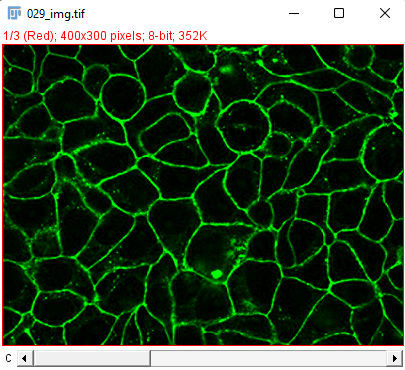 029_img.tif
1/3 (Red); 400x300 pixels; 8-bit; 352K
C